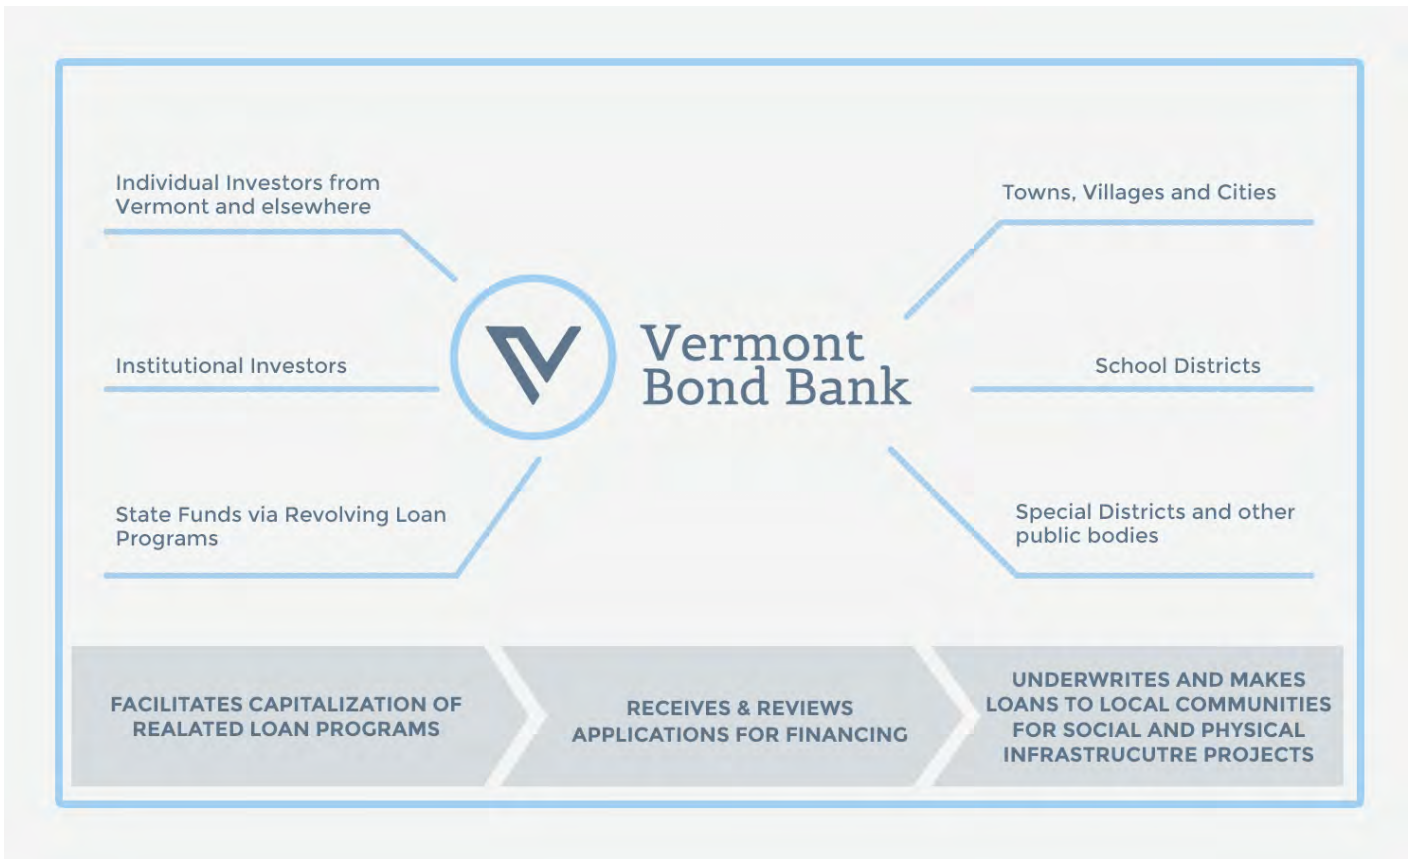 Individual Investors from
Vermont and elsewhere
Institutional Investors
State Funds via Revolving Loan
Programs
Vermont
Bond Bank
Towns, Villages and Cities
School Districts
Special Districts and other
public bodies
FACILITATES CAPITALIZATION OF
REALATED LOAN PROGRAMS
RECEIVES & REVIEWS
APPLICATIONS FOR FINANCING
UNDERWRITES AND MAKES
LOANS TO LOCAL COMMUNITIES
FOR SOCIAL AND PHYSICAL
INFRASTRUCUTRE PROJECTS